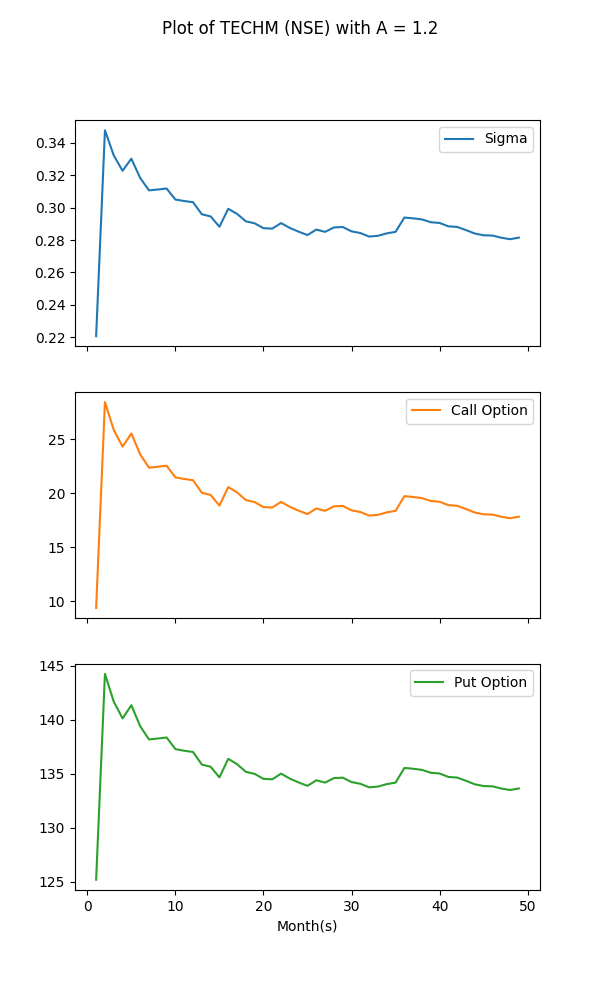 Plot of TECHM (NSE) with A = 1.2
Sigma
0.34
0.32
0.30
0.28
0.26
0.24
0.22
Call Option
25
20
15
10
Put Option
145
140
135
130
125
0 10 20 30 40 50
Month(s)